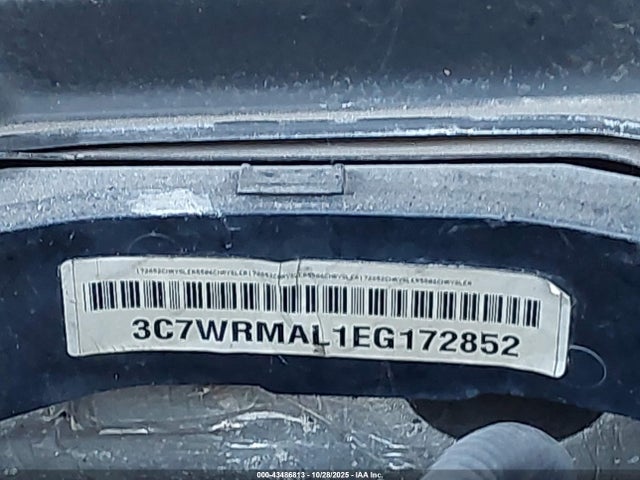 3C7WRMAL1EG172852
000-43486813 - 10/28/2025 - © IAA Inc.